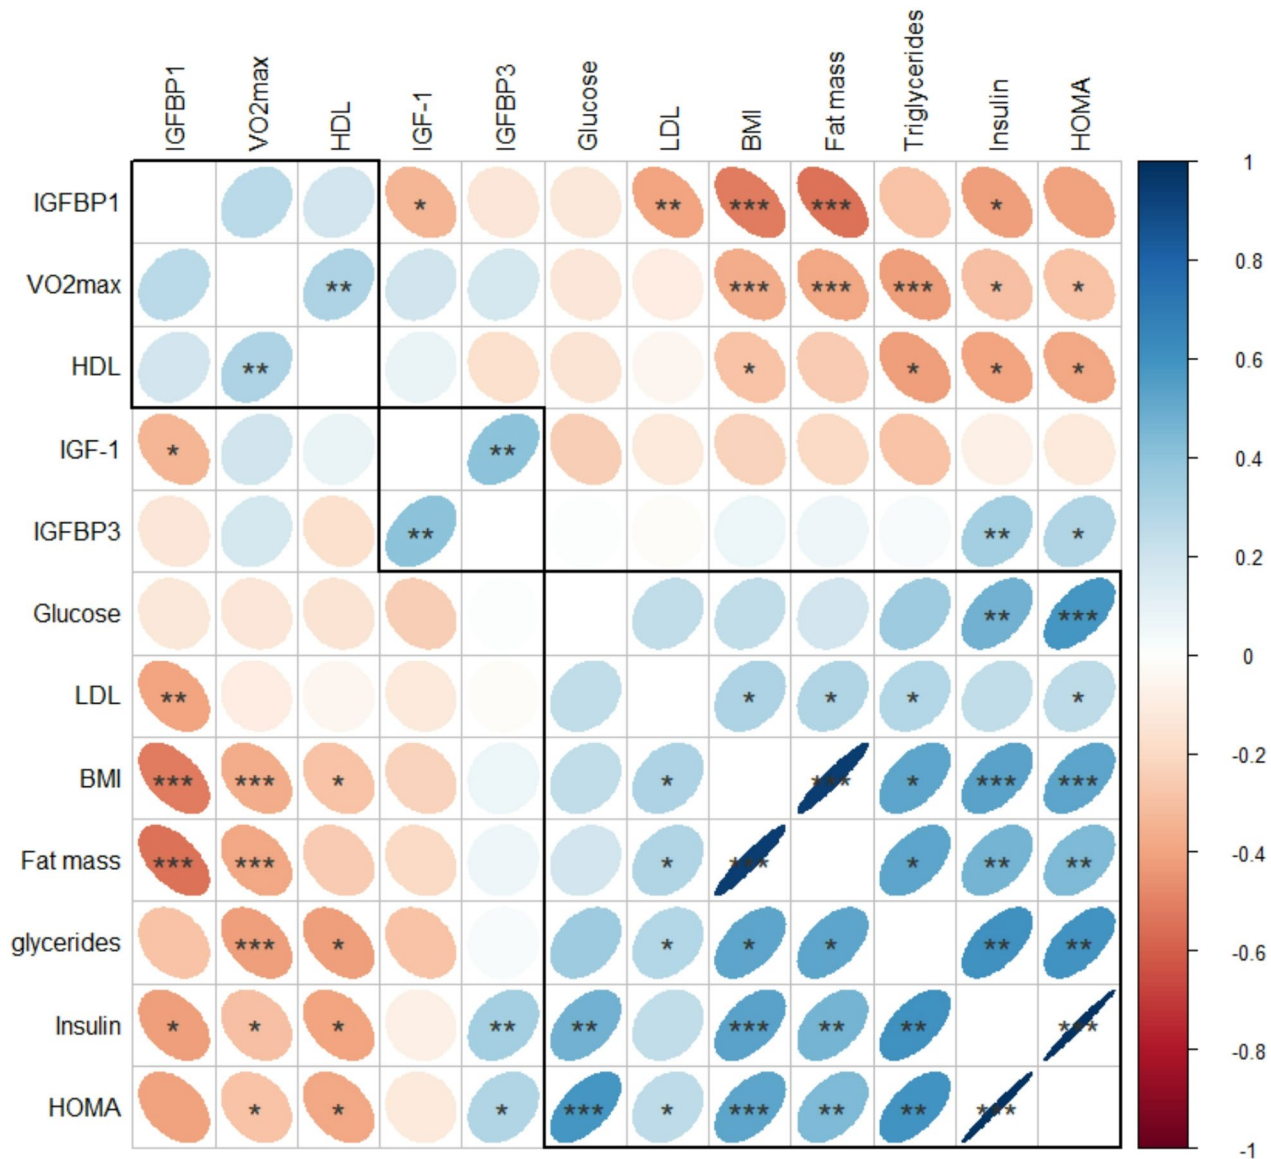 IGFBP1 VO2max HDL IGF-1 IGFBP3 Glucose LDL BMI Fat mass Triglycerides Insulin HOMA
IGFBP1 * ** *** *** * 1
VO2max ** *** *** *** * * 0.8
HDL ** * * * * 0.6
IGF-1 * ** 0.4
IGFBP3 ** ** * 0.2
Glucose ** *** 0
LDL ** * * * * -0.2
BMI *** *** * * *** * *** *** -0.4
Fat mass *** *** * *** * ** ** -0.6
glycerides *** * * * * ** ** -0.8
Insulin * * * ** ** *** ** ** *** -1
HOMA * * * *** * *** ** ** ***